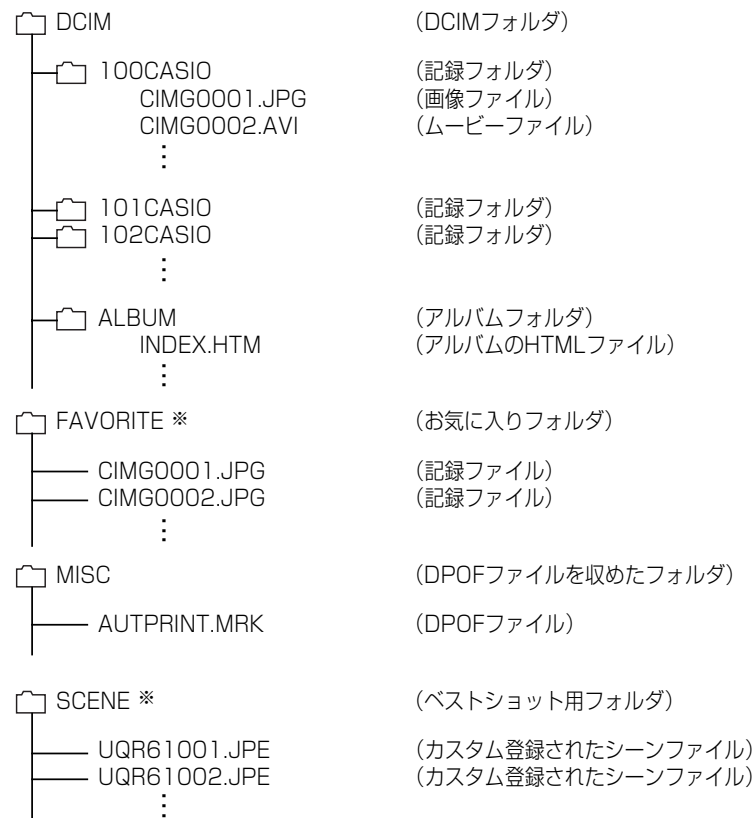 DCIM （DCIMフォルダ）
100CASIO （記録フォルダ）
CIMG0001.JPG （画像ファイル）
CIMG0002.AVI （ムービーファイル）
⋮
101CASIO （記録フォルダ）
102CASIO （記録フォルダ）
⋮
ALBUM （アルバムフォルダ）
INDEX.HTM （アルバムのHTMLファイル）
⋮
FAVORITE ※ （お気に入りフォルダ）
CIMG0001.JPG （記録ファイル）
CIMG0002.JPG （記録ファイル）
⋮
MISC （DPOFファイルを収めたフォルダ）
AUTPRINT.MRK （DPOFファイル）
SCENE ※ （ベストショット用フォルダ）
UQR61001.JPE （カスタム登録されたシーンファイル）
UQR61002.JPE （カスタム登録されたシーンファイル）
⋮